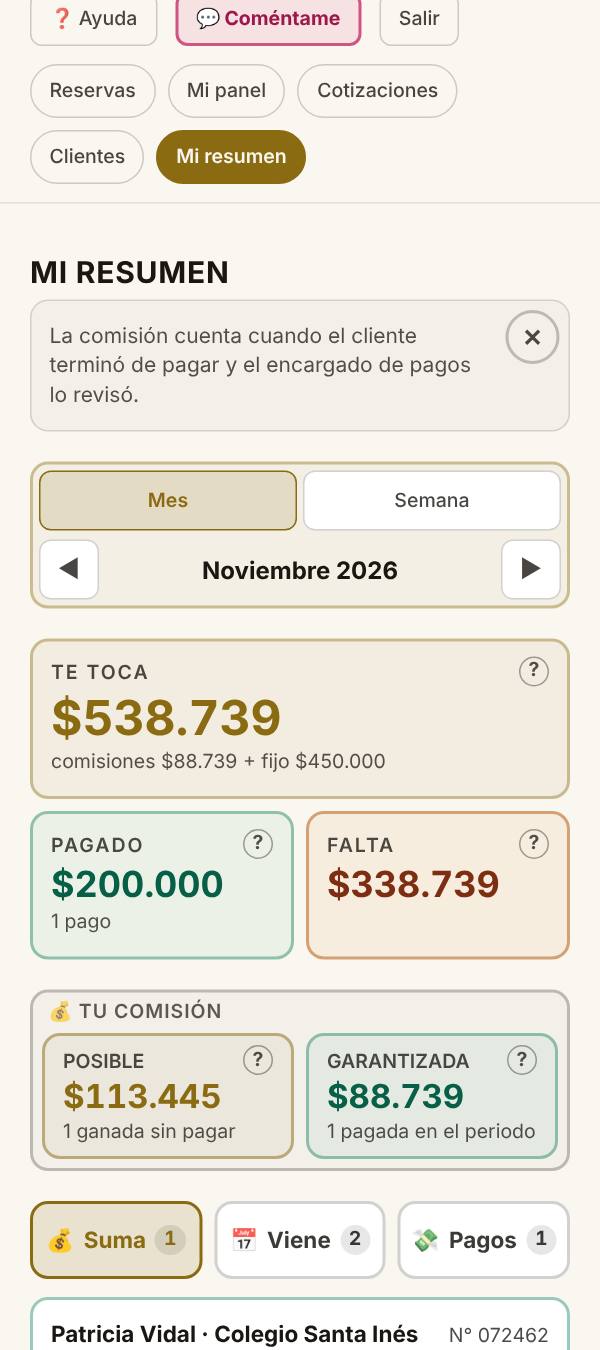 ❓ Ayuda
💬 Coméntame
Salir
Reservas
Mi panel
Cotizaciones
Clientes
Mi resumen
MI RESUMEN
La comisión cuenta cuando el cliente
terminó de pagar y el encargado de pagos
lo revisó.
✕
Mes
Semana
◀
Noviembre 2026
▶
TE TOCA
?
$538.739
comisiones $88.739 + fijo $450.000
PAGADO
?
$200.000
1 pago
FALTA
?
$338.739
💰 TU COMISIÓN
POSIBLE
?
$113.445
1 ganada sin pagar
GARANTIZADA
?
$88.739
1 pagada en el periodo
💰 Suma 1
📅 Viene 2
💸 Pagos 1
Patricia Vidal · Colegio Santa Inés N° 072462